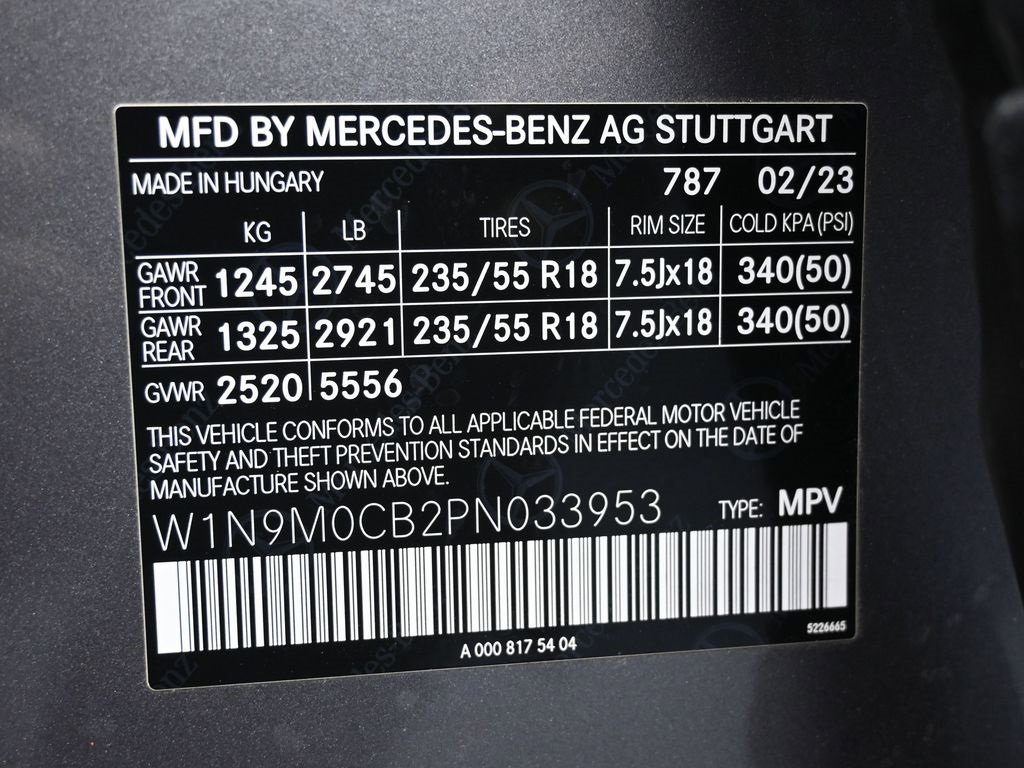 MFD BY MERCEDES-BENZ AG STUTTGART
MADE IN HUNGARY 787 02/23
KG LB TIRES RIM SIZE COLD KPA (PSI)
GAWR FRONT 1245 2745 235/55 R18 7.5Jx18 340(50)
GAWR REAR 1325 2921 235/55 R18 7.5Jx18 340(50)
GVWR 2520 5556
THIS VEHICLE CONFORMS TO ALL APPLICABLE FEDERAL MOTOR VEHICLE
SAFETY AND THEFT PREVENTION STANDARDS IN EFFECT ON THE DATE OF
MANUFACTURE SHOWN ABOVE.
W1N9M0CB2PN033953 TYPE: MPV
5226665
A 000 817 54 04